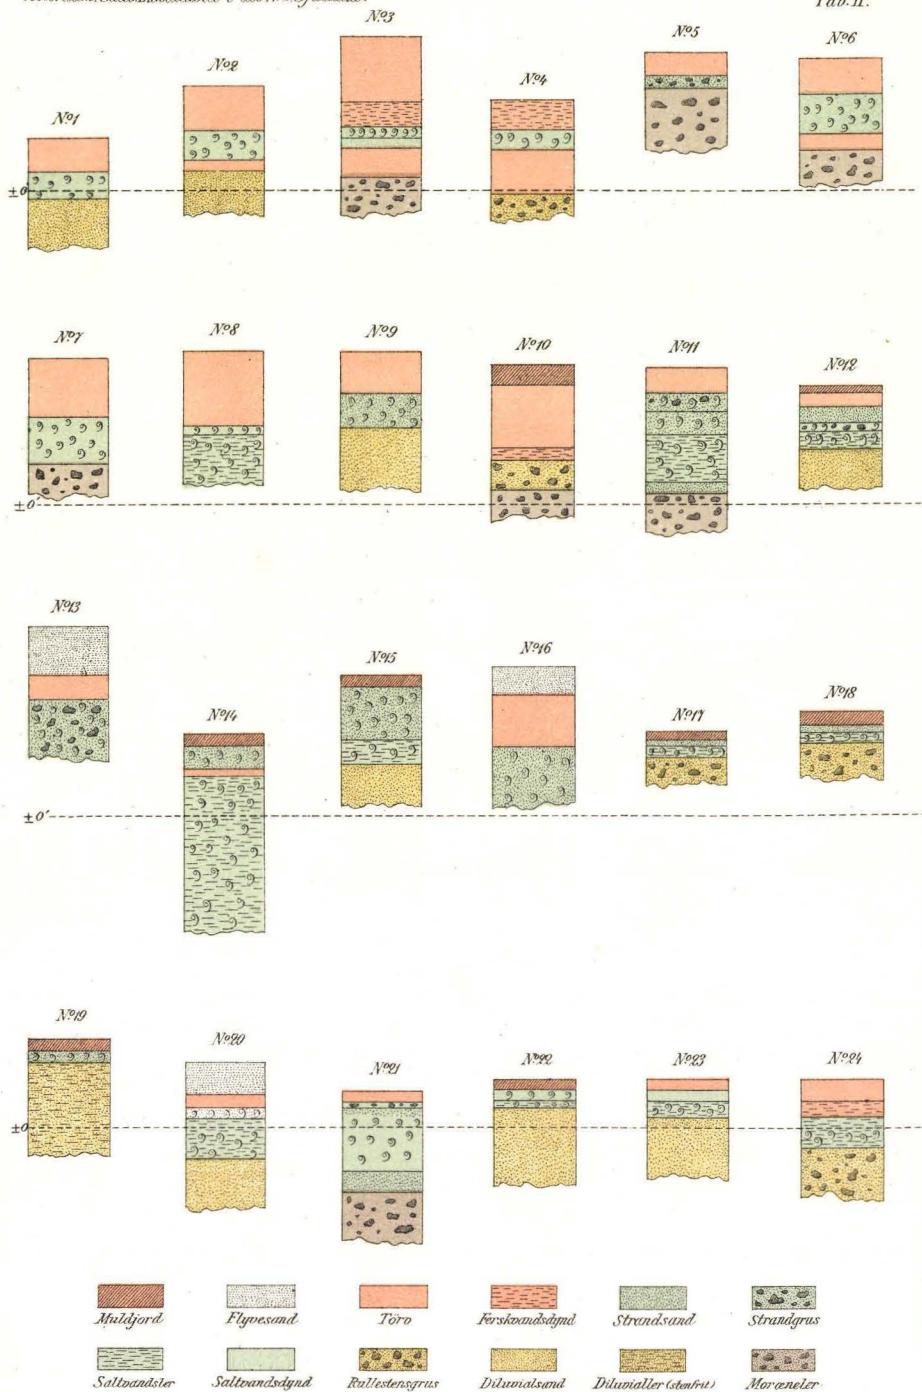 Tab. II.
No 1
No 2
No 3
No 4
No 5
No 6
±0'
No 7
No 8
No 9
No 10
No 11
No 12
±0'
No 13
No 14
No 15
No 16
No 17
No 18
±0'
No 19
No 20
No 21
No 22
No 23
No 24
±0
Muldjord
Flyvesand
Törv
Ferskvandsdynd
Strandsand
Strandgrus
Saltvandsler
Saltvandsdynd
Rullestensgrus
Diluvialsand
Diluvialler (stenfrit)
Moræneler